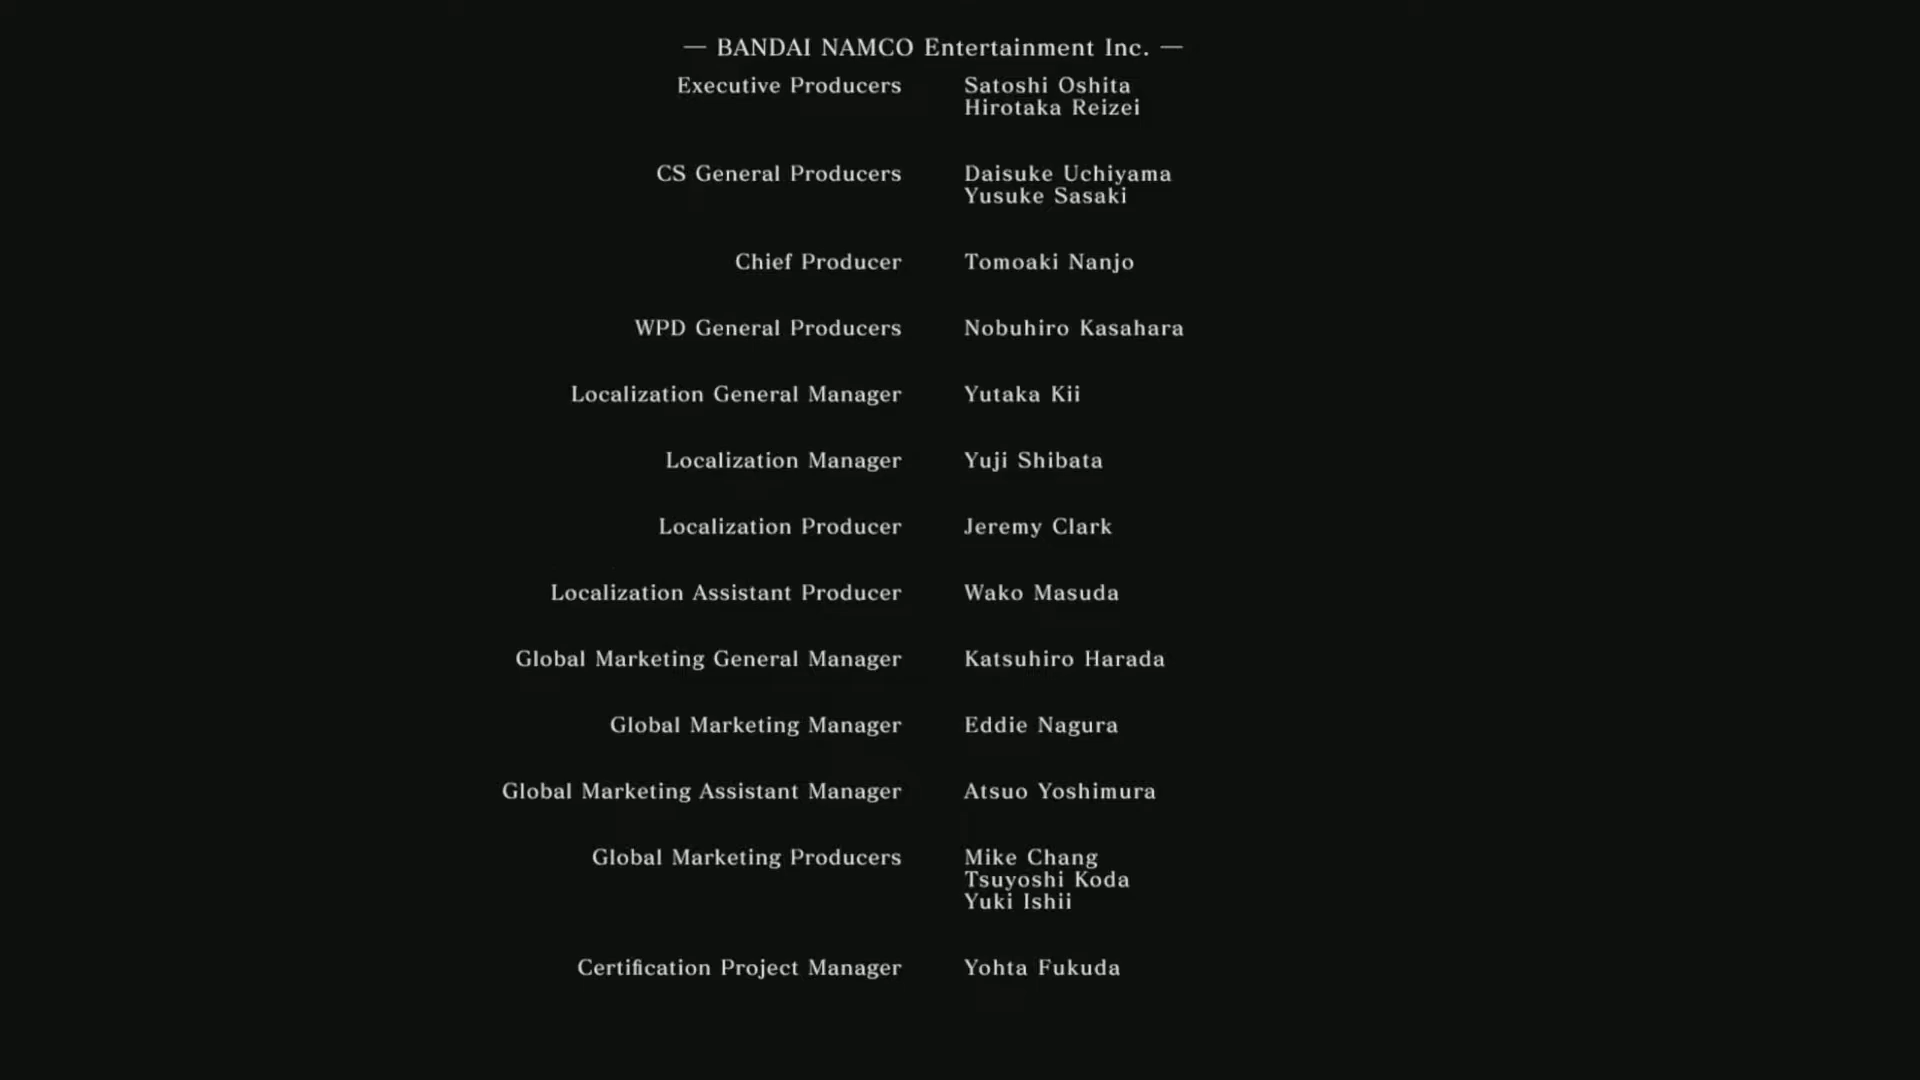 — BANDAI NAMCO Entertainment Inc. —
Executive Producers Satoshi Oshita
Hirotaka Reizei
CS General Producers Daisuke Uchiyama
Yusuke Sasaki
Chief Producer Tomoaki Nanjo
WPD General Producers Nobuhiro Kasahara
Localization General Manager Yutaka Kii
Localization Manager Yuji Shibata
Localization Producer Jeremy Clark
Localization Assistant Producer Wako Masuda
Global Marketing General Manager Katsuhiro Harada
Global Marketing Manager Eddie Nagura
Global Marketing Assistant Manager Atsuo Yoshimura
Global Marketing Producers Mike Chang
Tsuyoshi Koda
Yuki Ishii
Certification Project Manager Yohta Fukuda